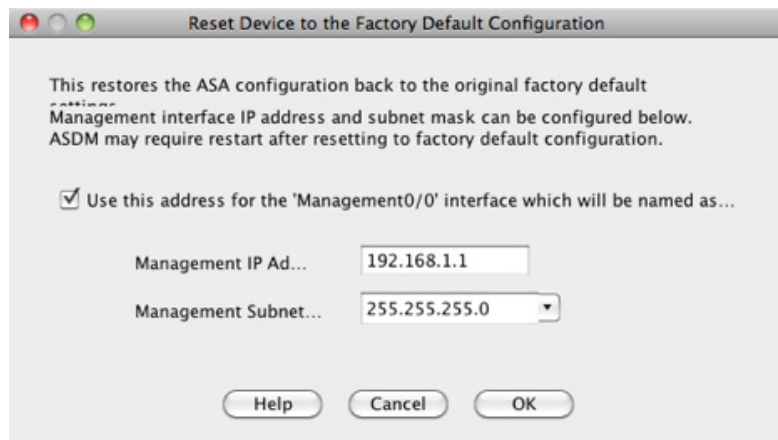 Reset Device to the Factory Default Configuration
This restores the ASA configuration back to the original factory default
Management interface IP address and subnet mask can be configured below.
ASDM may require restart after resetting to factory default configuration.
Use this address for the 'Management0/0' interface which will be named as...
Management IP Ad... 192.168.1.1
Management Subnet... 255.255.255.0
Help Cancel OK